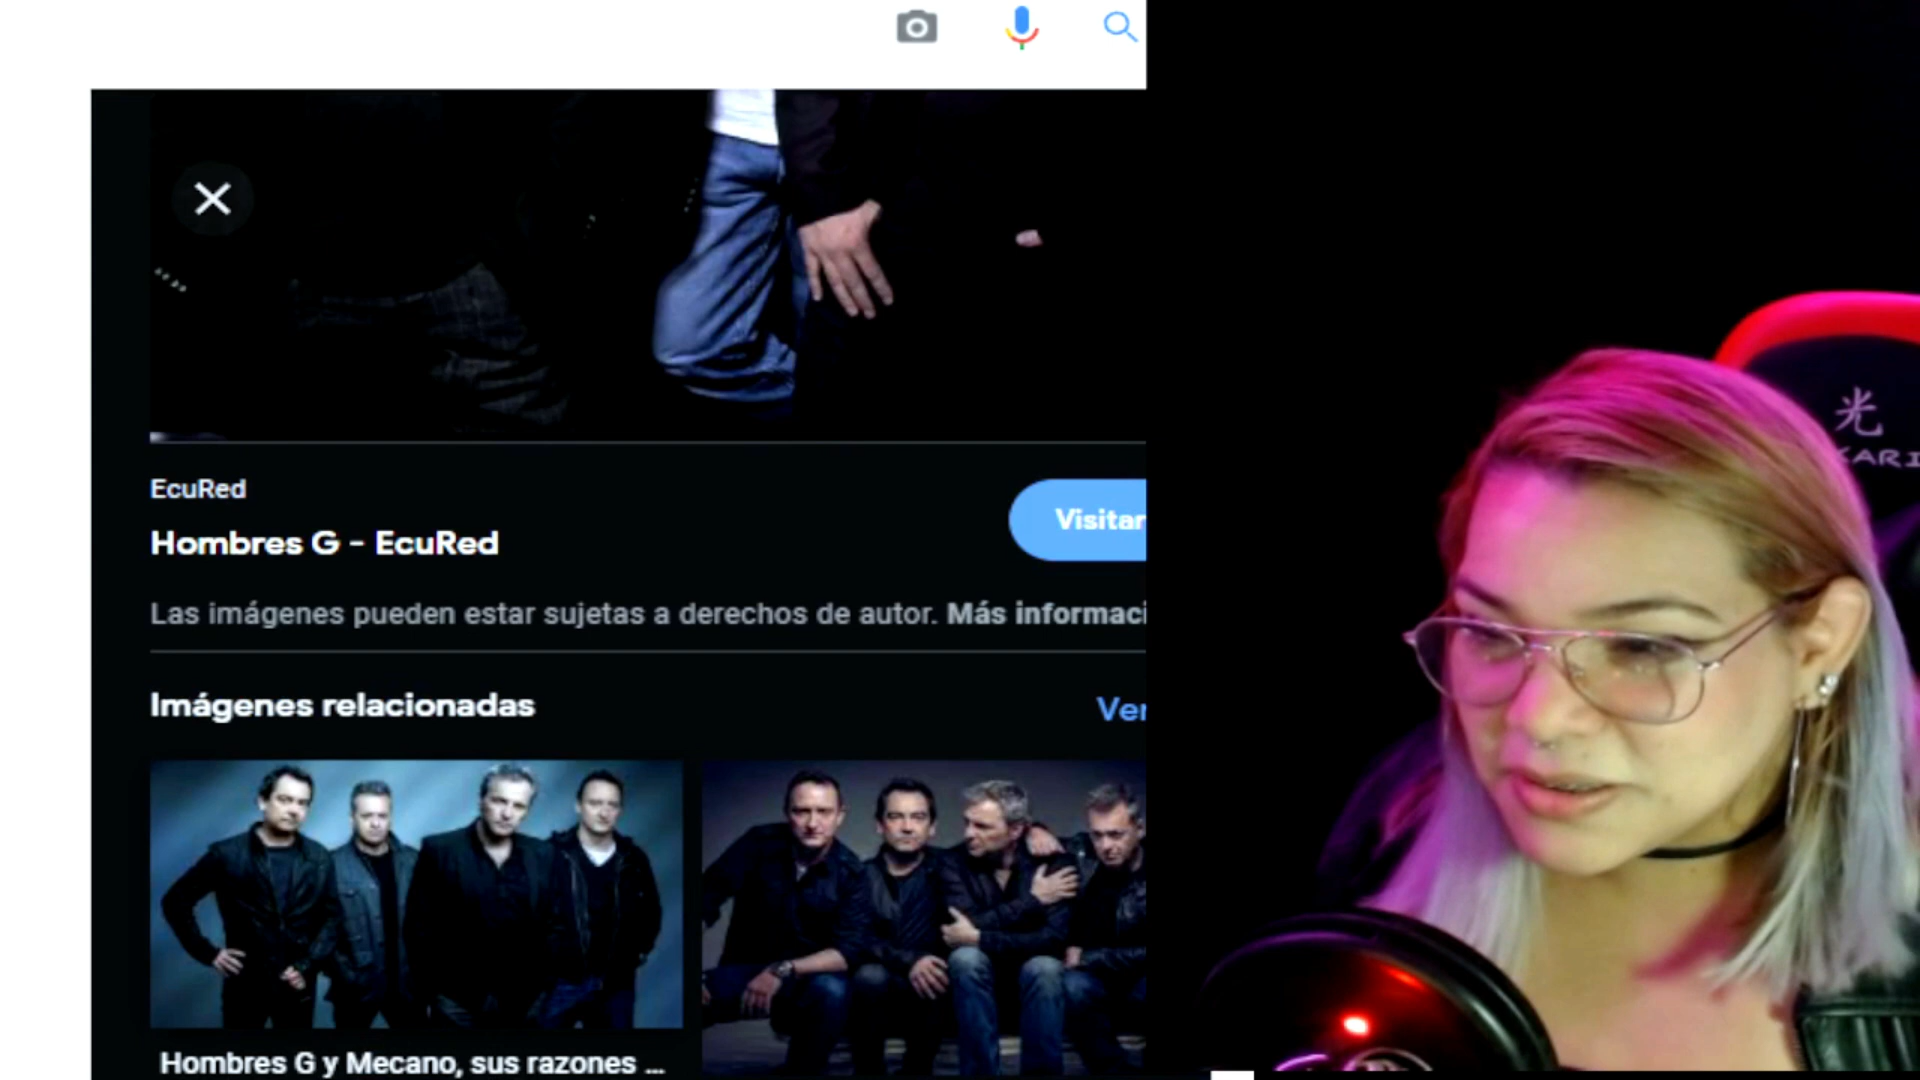 EcuRed
Hombres G - EcuRed
Visitar
Las imágenes pueden estar sujetas a derechos de autor. Más informaci
Imágenes relacionadas
Ver
Hombres G y Mecano, sus razones ...
光
KARI